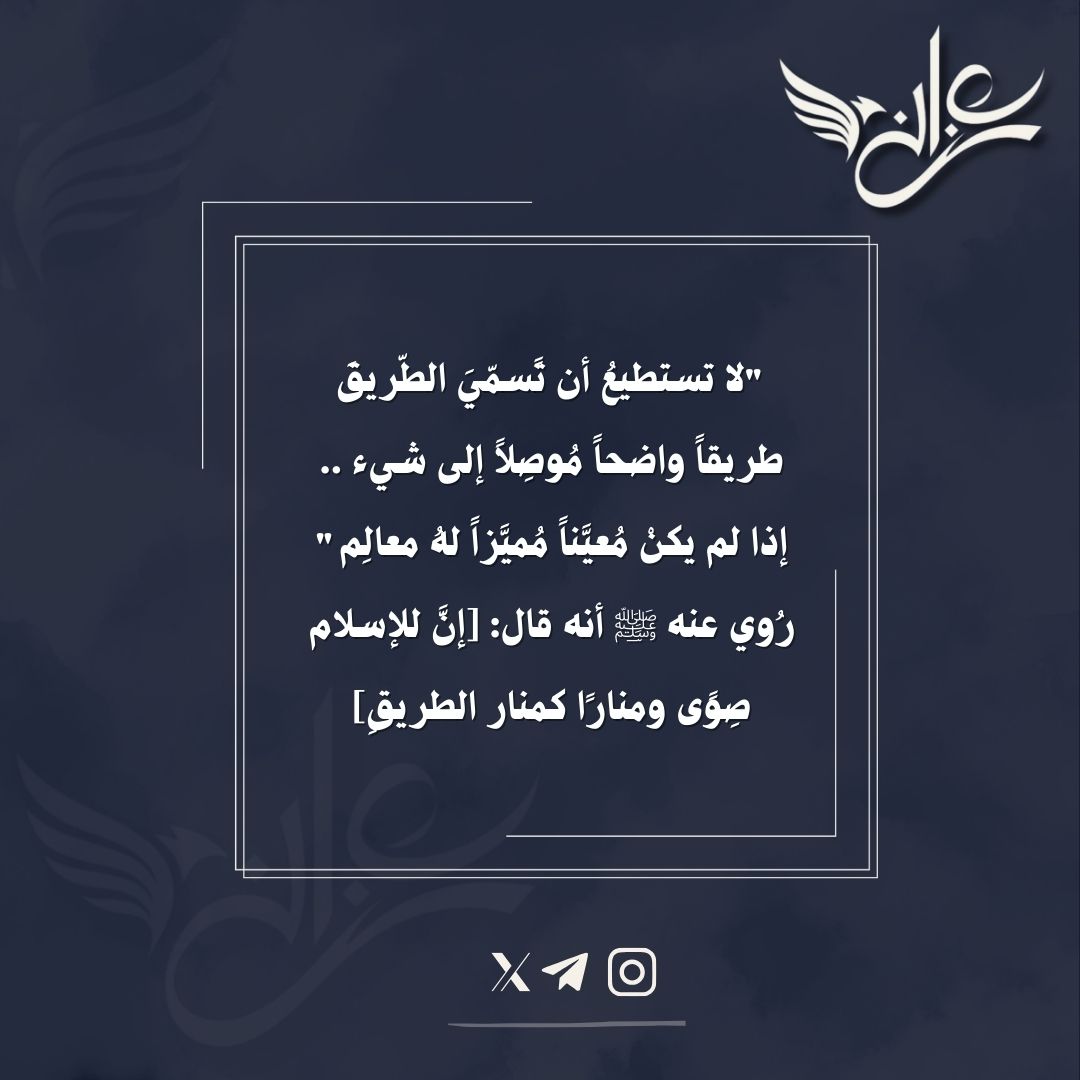 "لا تستطيعُ أن تًسمّيَ الطّريقَ
طريقاً واضحاً مُوصِلاً إلى شيء ..
إذا لم يكنْ مُعيَّناً مُميَّزاً لهُ معالِم "
رُوي عنه ﷺ أنه قال: [إنَّ للإسلام
صِوًى ومنارًا كمنار الطريقِ]